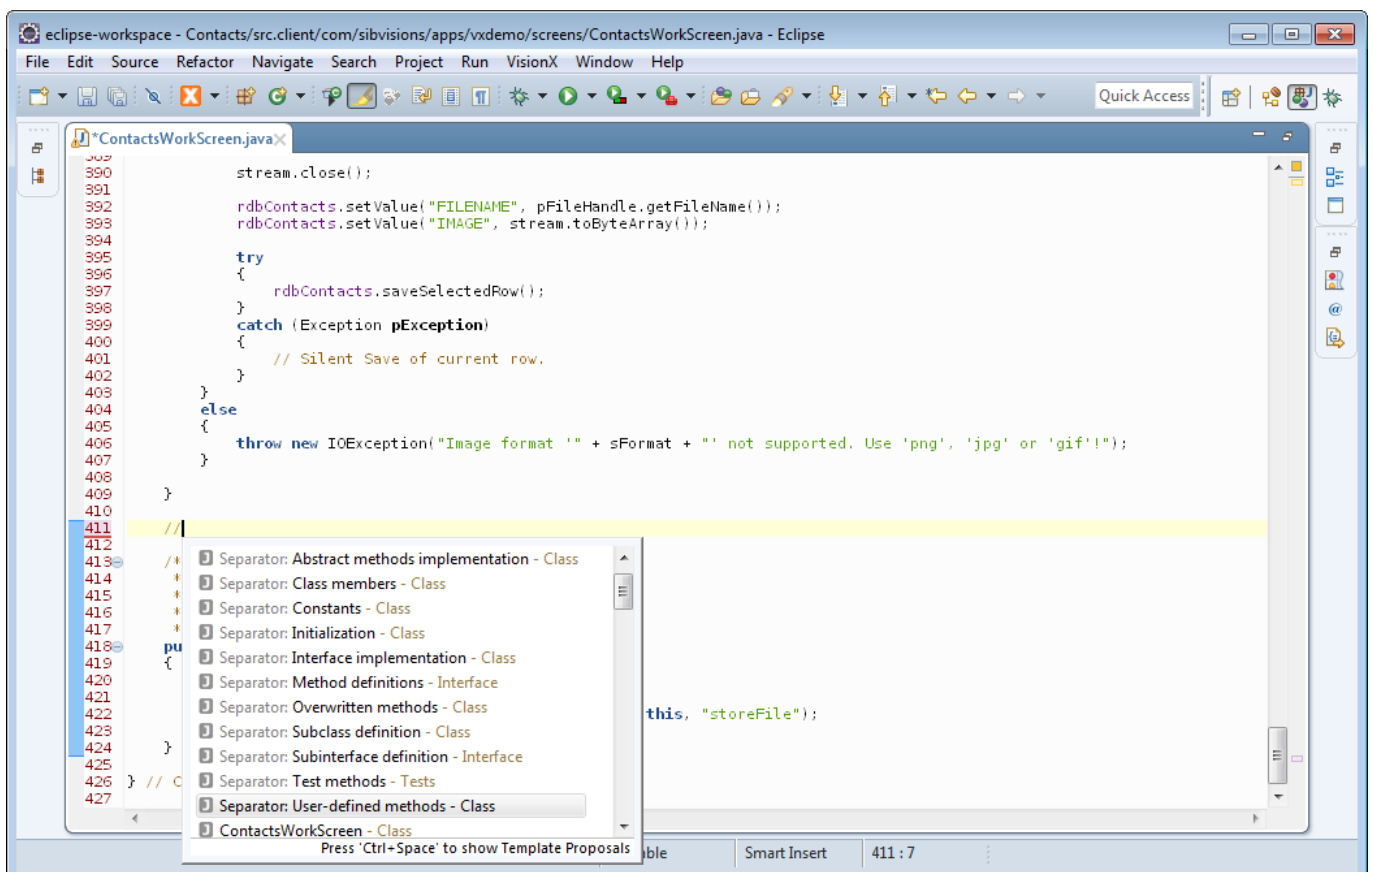 eclipse-workspace - Contacts/src.client/com/sibvisions/apps/vxdemo/screens/ContactsWorkScreen.java - Eclipse
File Edit Source Refactor Navigate Search Project Run VisionX Window Help
Quick Access
*ContactsWorkScreen.java
389
390 stream.close();
391
392 rdbContacts.setValue("FILENAME", pFileHandle.getFileName());
393 rdbContacts.setValue("IMAGE", stream.toByteArray());
394
395 try
396 {
397 rdbContacts.saveSelectedRow();
398 }
399 catch (Exception pException)
400 {
401 // Silent Save of current row.
402 }
403 }
404 else
405 {
406 throw new IOException("Image format '" + sFormat + "' not supported. Use 'png', 'jpg' or 'gif'!");
407 }
408
409 }
410
411 //
412
413 /*
414 *
415 *
416 *
417 *
418 pu
419 {
420
421
422 this, "storeFile");
423
424 }
425
426 } // C
427
Separator: Abstract methods implementation - Class
Separator: Class members - Class
Separator: Constants - Class
Separator: Initialization - Class
Separator: Interface implementation - Class
Separator: Method definitions - Interface
Separator: Overwritten methods - Class
Separator: Subclass definition - Class
Separator: Subinterface definition - Interface
Separator: Test methods - Tests
Separator: User-defined methods - Class
ContactsWorkScreen - Class
Press 'Ctrl+Space' to show Template Proposals
ble Smart Insert 411 : 7